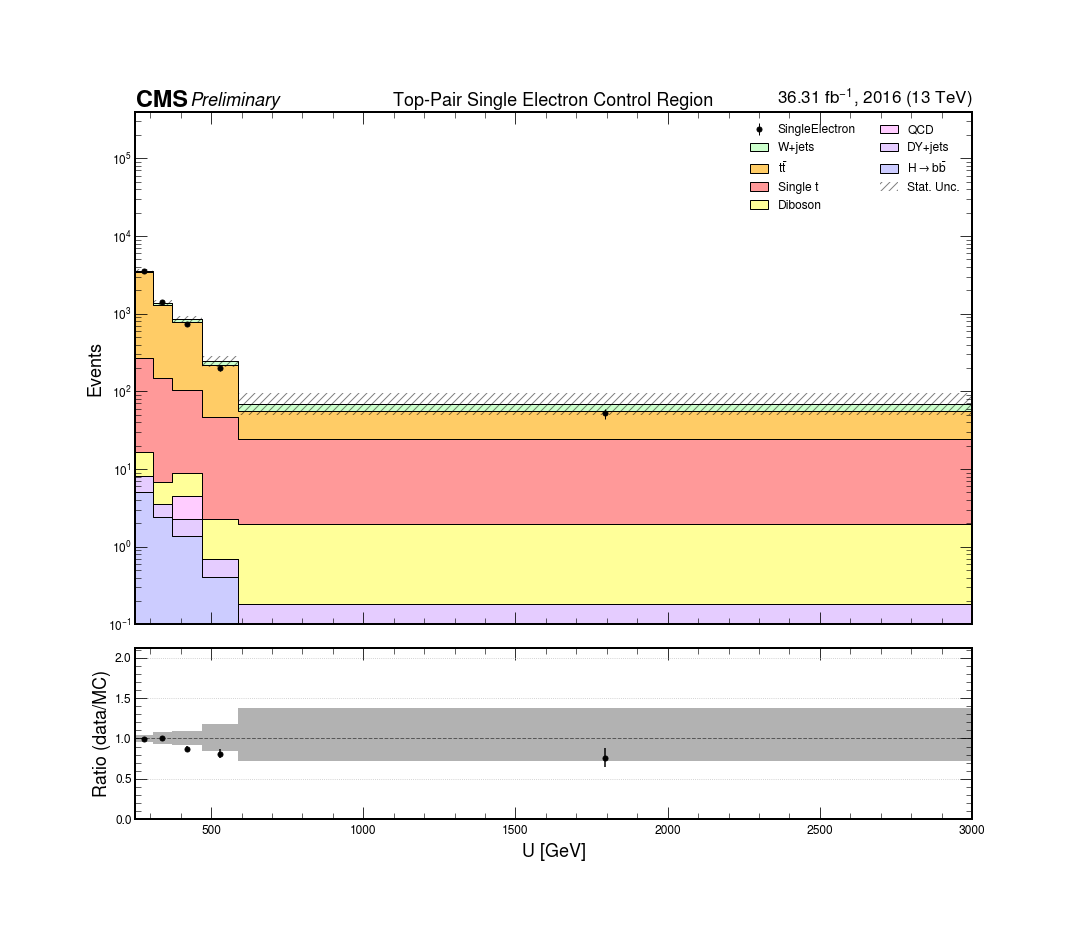 CMS Preliminary
Top-Pair Single Electron Control Region
36.31 fb⁻¹, 2016 (13 TeV)
SingleElectron
W+jets
tt̄
Single t
Diboson
QCD
DY+jets
H→bb̄
Stat. Unc.
Events
10⁵
10⁴
10³
10²
10¹
10⁰
10⁻¹
Ratio (data/MC)
2.0
1.5
1.0
0.5
0.0
500 1000 1500 2000 2500 3000
U [GeV]